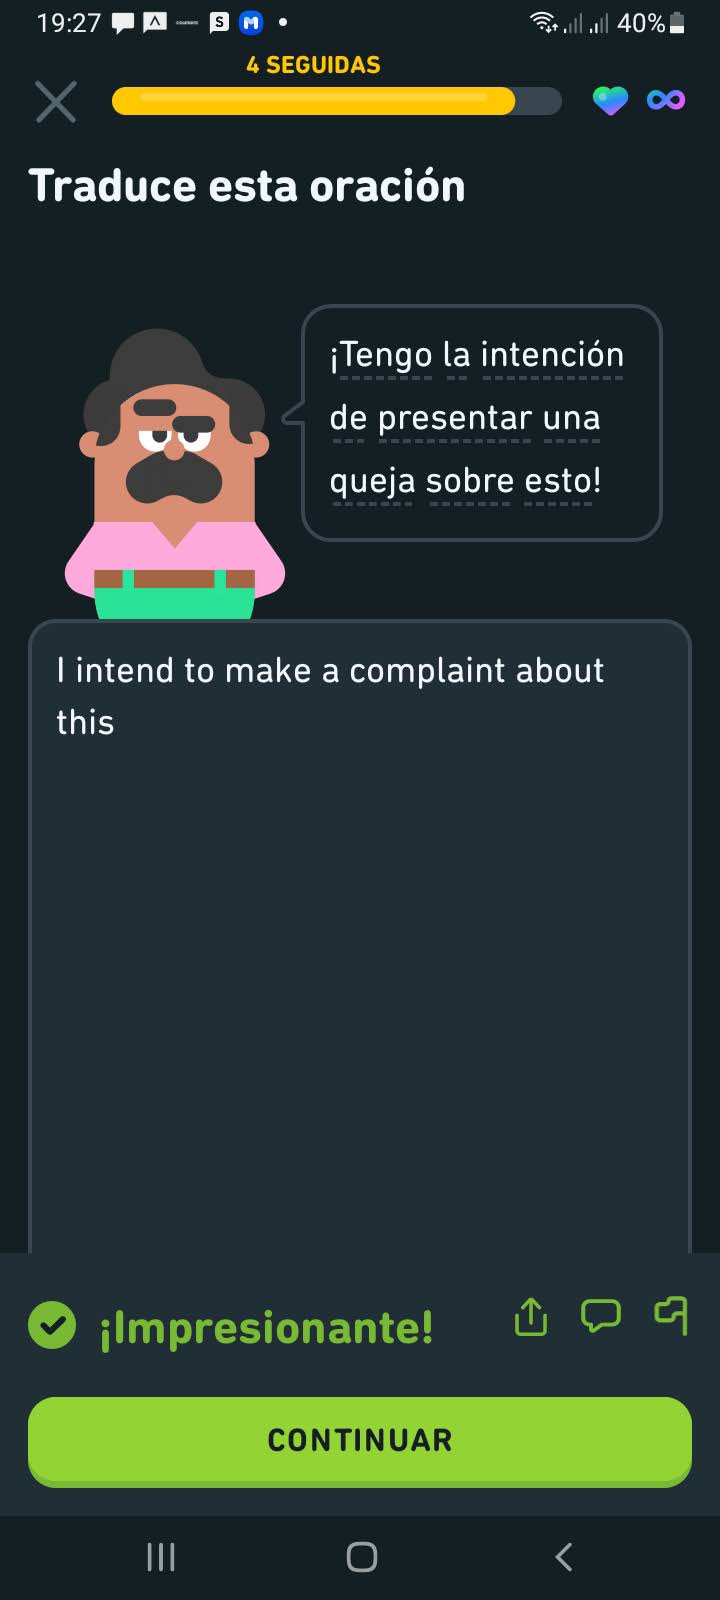 19:27
40%
4 SEGUIDAS
Traduce esta oración
¡Tengo la intención
de presentar una
queja sobre esto!
I intend to make a complaint about
this
¡Impresionante!
CONTINUAR